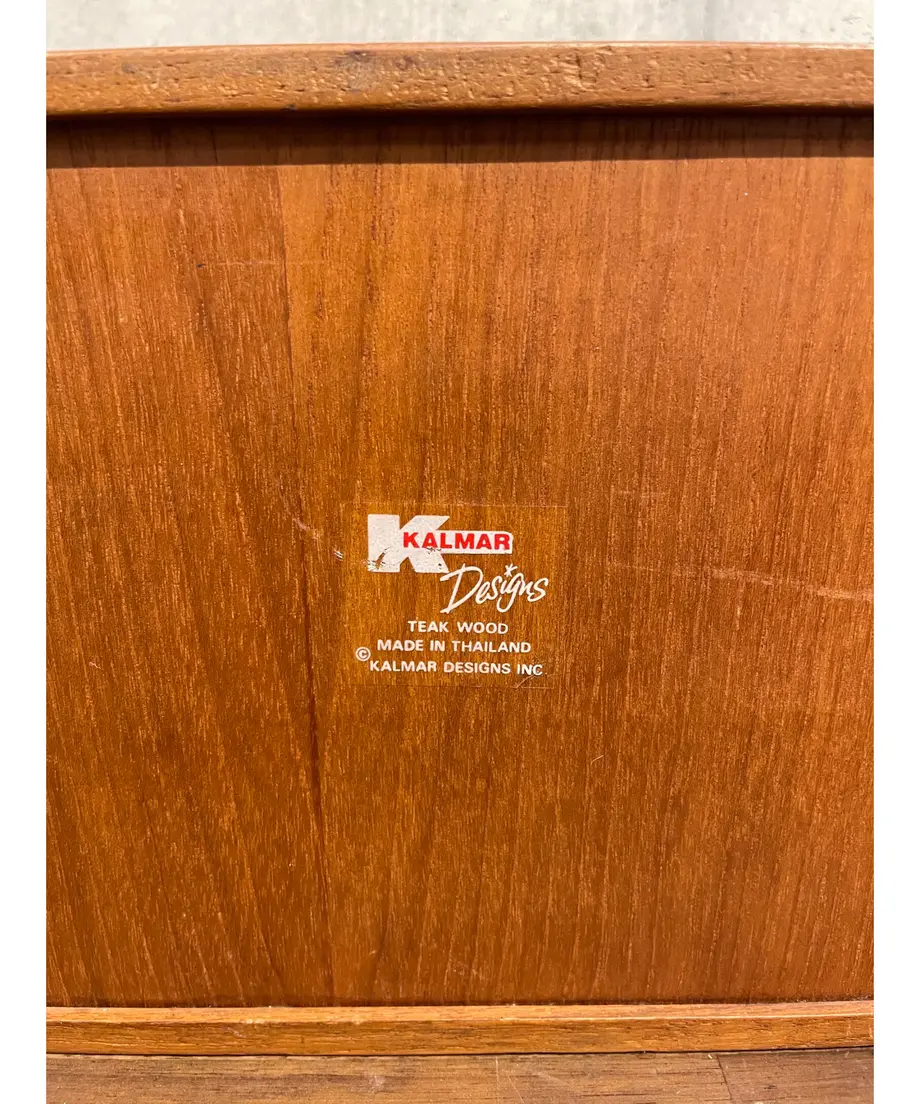 K KALMAR
Designs
TEAK WOOD
MADE IN THAILAND
© KALMAR DESIGNS INC.